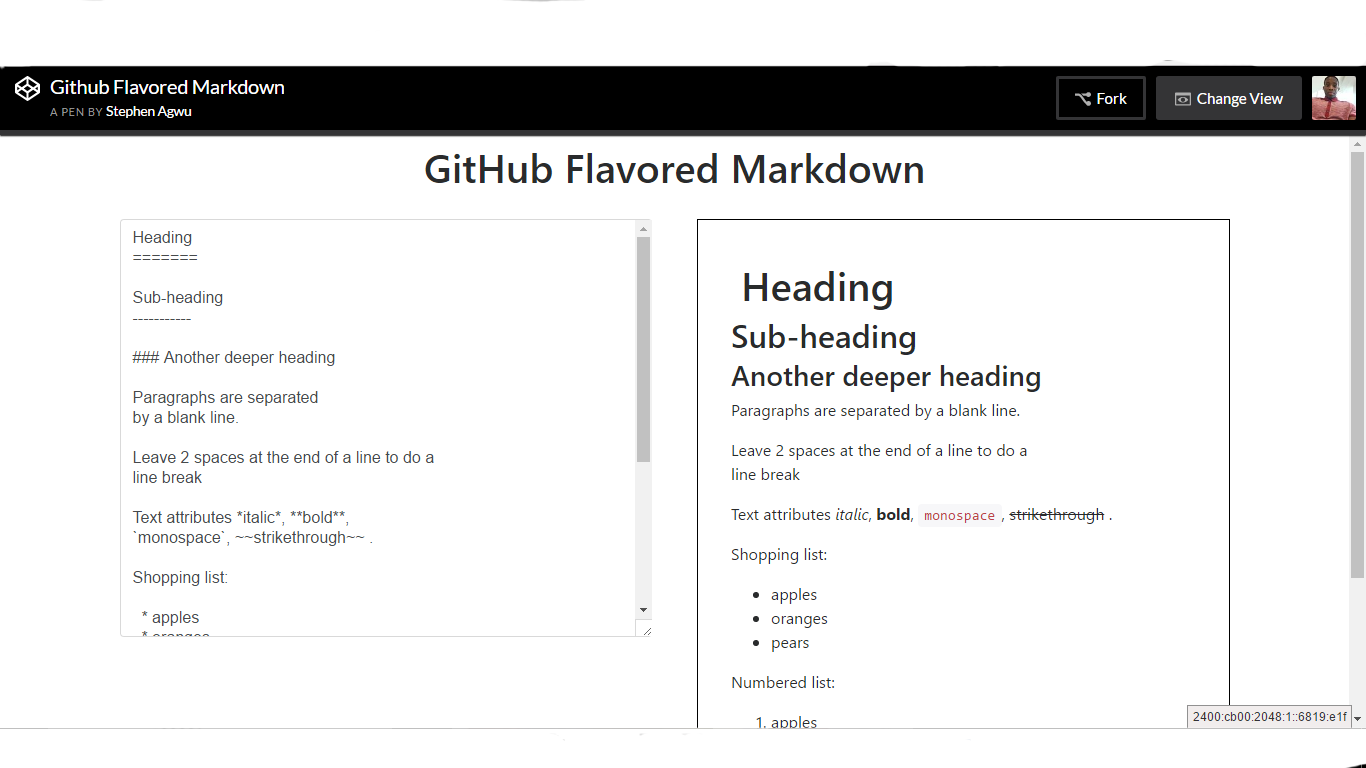 Github Flavored Markdown
A PEN BY Stephen Agwu
Fork
Change View
GitHub Flavored Markdown
Heading
=======
Sub-heading
-----------
### Another deeper heading
Paragraphs are separated
by a blank line.
Leave 2 spaces at the end of a line to do a
line break
Text attributes *italic*, **bold**,
`monospace`, ~~strikethrough~~ .
Shopping list:
* apples
* oranges
Heading
Sub-heading
Another deeper heading
Paragraphs are separated by a blank line.
Leave 2 spaces at the end of a line to do a
line break
Text attributes italic, bold, monospace , strikethrough .
Shopping list:
• apples
• oranges
• pears
Numbered list:
1. apples
2400:cb00:2048:1::6819:e1f